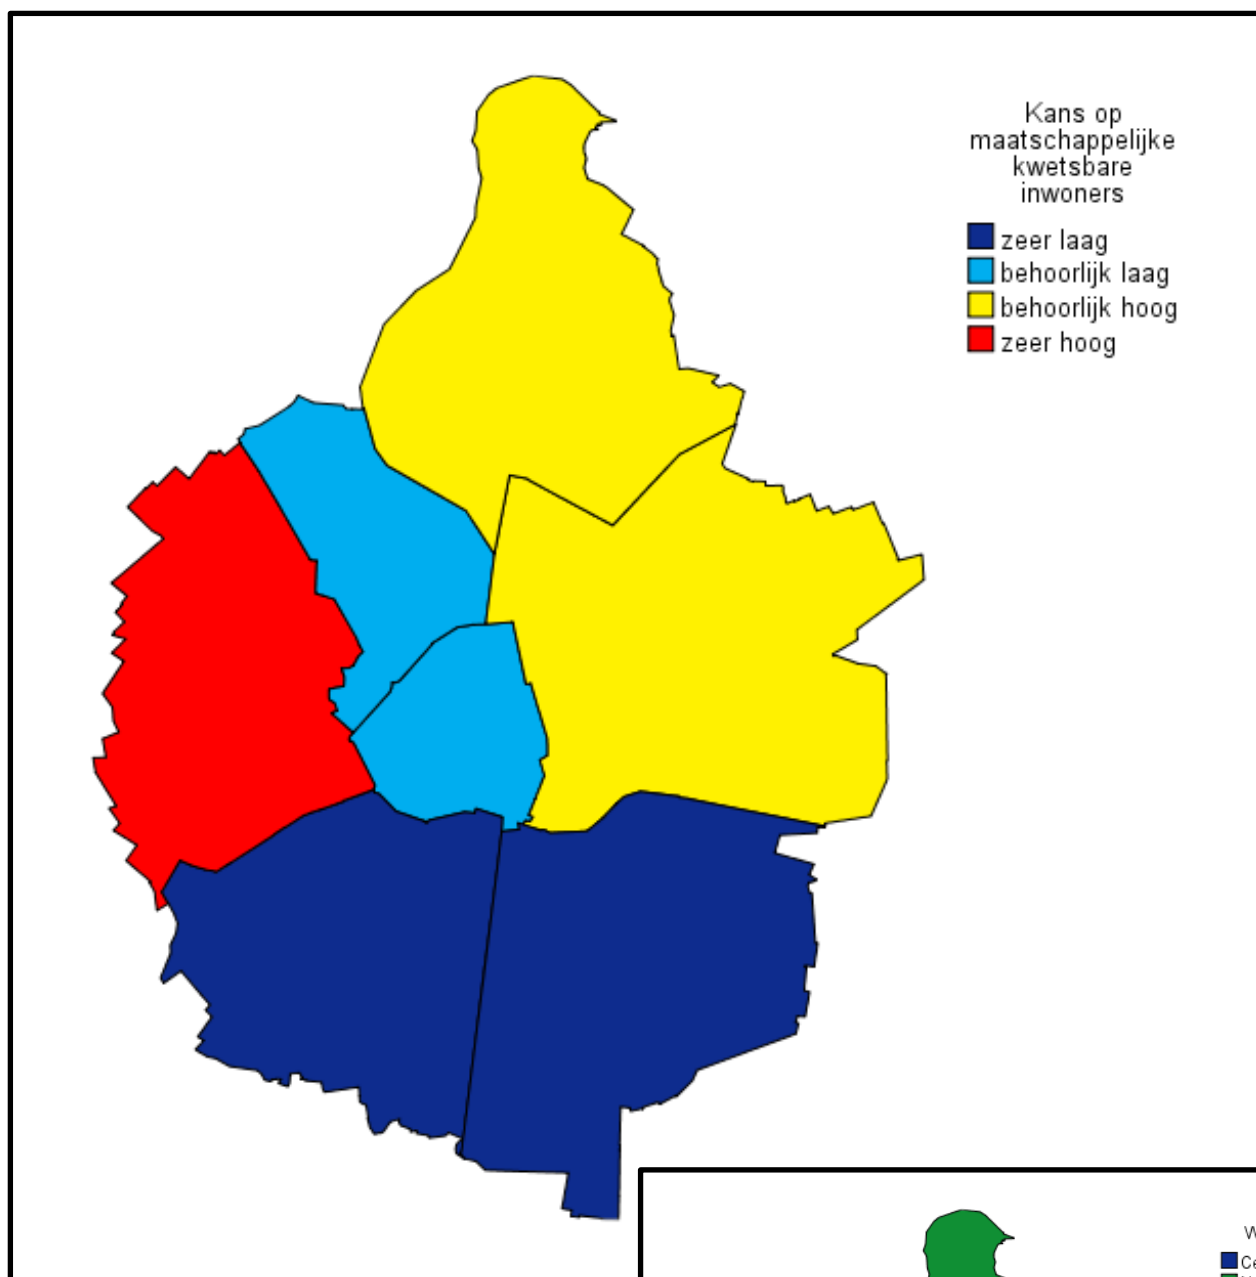 Kans op
maatschappelijke
kwetsbare
inwoners
zeer laag
behoorlijk laag
behoorlijk hoog
zeer hoog